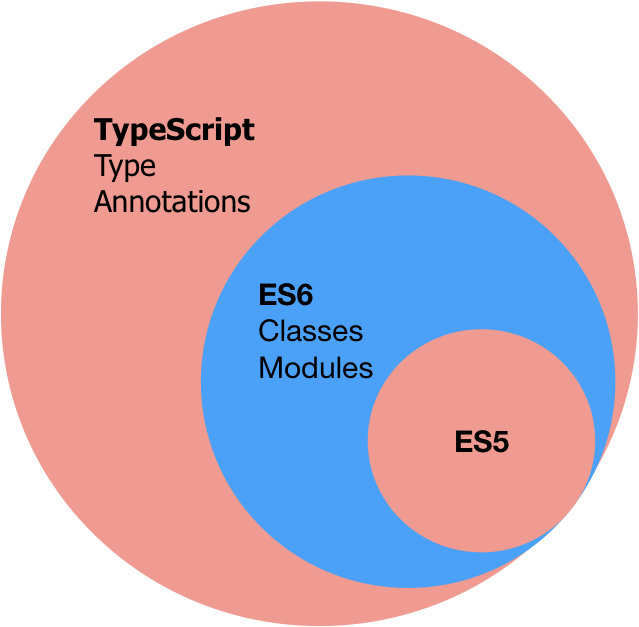 TypeScript
Type
Annotations
ES6
Classes
Modules
ES5